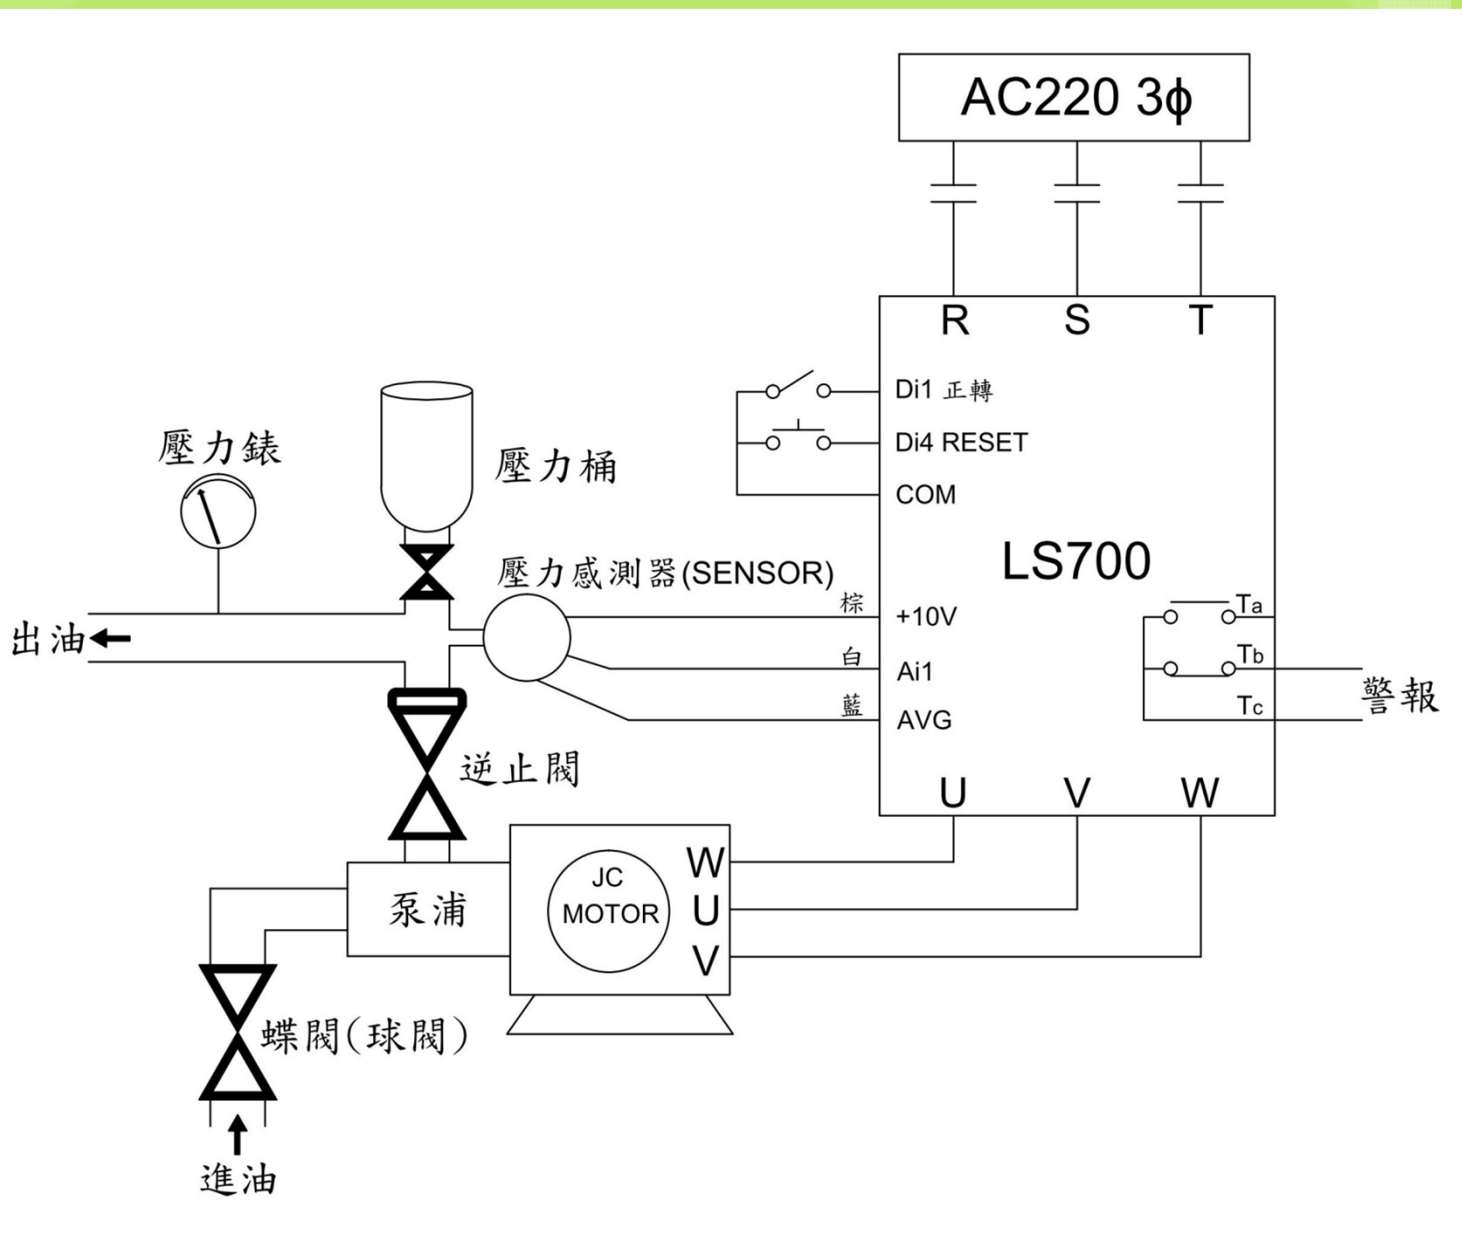 AC220 3ϕ
R S T
Di1 正轉
Di4 RESET
COM
LS700
壓力錶
壓力桶
壓力感測器(SENSOR)
棕
+10V
白
Ai1
藍
AVG
Ta
Tb
Tc
警報
出油
逆止閥
U V W
泵浦
JC
MOTOR
W
U
V
蝶閥(球閥)
進油